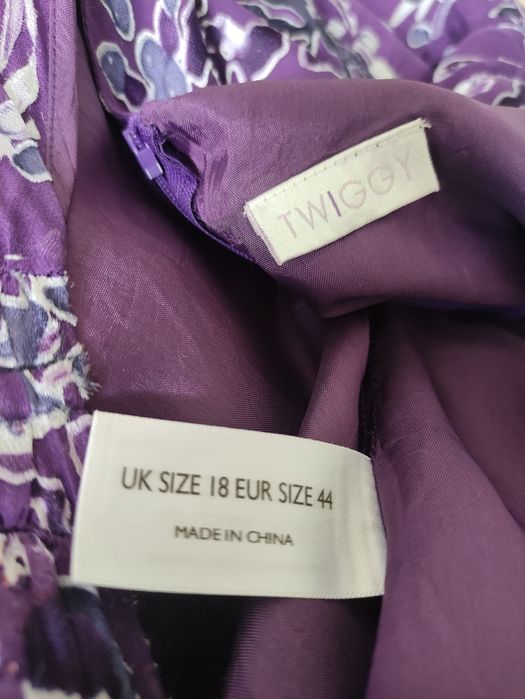 TWIGGY
UK SIZE 18 EUR SIZE 44
MADE IN CHINA